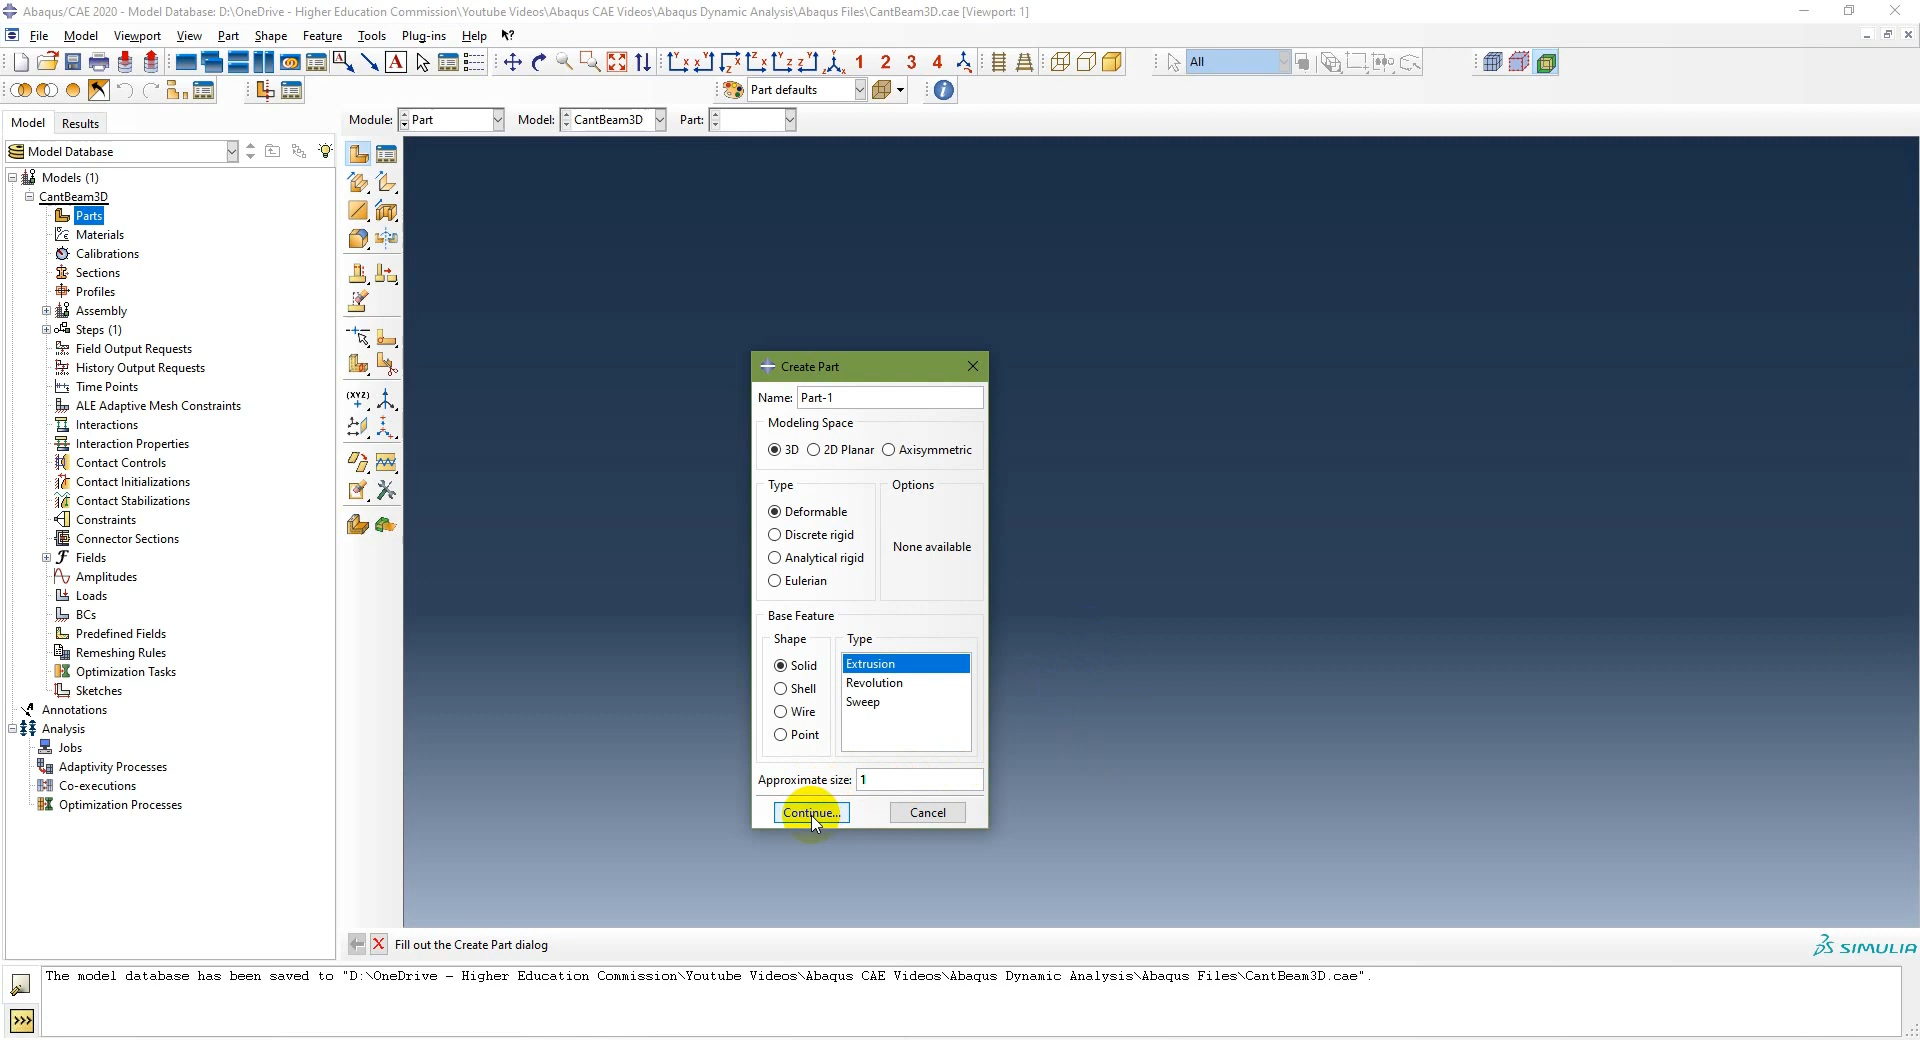 Abaqus/CAE 2020 - Model Database: D:\OneDrive - Higher Education Commission\Youtube Videos\Abaqus CAE Videos\Abaqus Dynamic Analysis\Abaqus Files\CantBeam3D.cae [Viewport: 1]
File Model Viewport View Part Shape Feature Tools Plug-ins Help
1 2 3 4 All
Part defaults
Model Results
Module: Part Model: CantBeam3D Part:
Model Database
Models (1)
CantBeam3D
Parts
Materials
Calibrations
Sections
Profiles
Assembly
Steps (1)
Field Output Requests
History Output Requests
Time Points
ALE Adaptive Mesh Constraints
Interactions
Interaction Properties
Contact Controls
Contact Initializations
Contact Stabilizations
Constraints
Connector Sections
Fields
Amplitudes
Loads
BCs
Predefined Fields
Remeshing Rules
Optimization Tasks
Sketches
Annotations
Analysis
Jobs
Adaptivity Processes
Co-executions
Optimization Processes
(XYZ)
Create Part
Name: Part-1
Modeling Space
3D 2D Planar Axisymmetric
Type Options
Deformable
Discrete rigid
Analytical rigid
Eulerian
None available
Base Feature
Shape Type
Solid Extrusion
Shell Revolution
Wire Sweep
Point
Approximate size: 1
Continue... Cancel
Fill out the Create Part dialog
SIMULIA
The model database has been saved to "D:\OneDrive - Higher Education Commission\Youtube Videos\Abaqus CAE Videos\Abaqus Dynamic Analysis\Abaqus Files\CantBeam3D.cae".
>>>